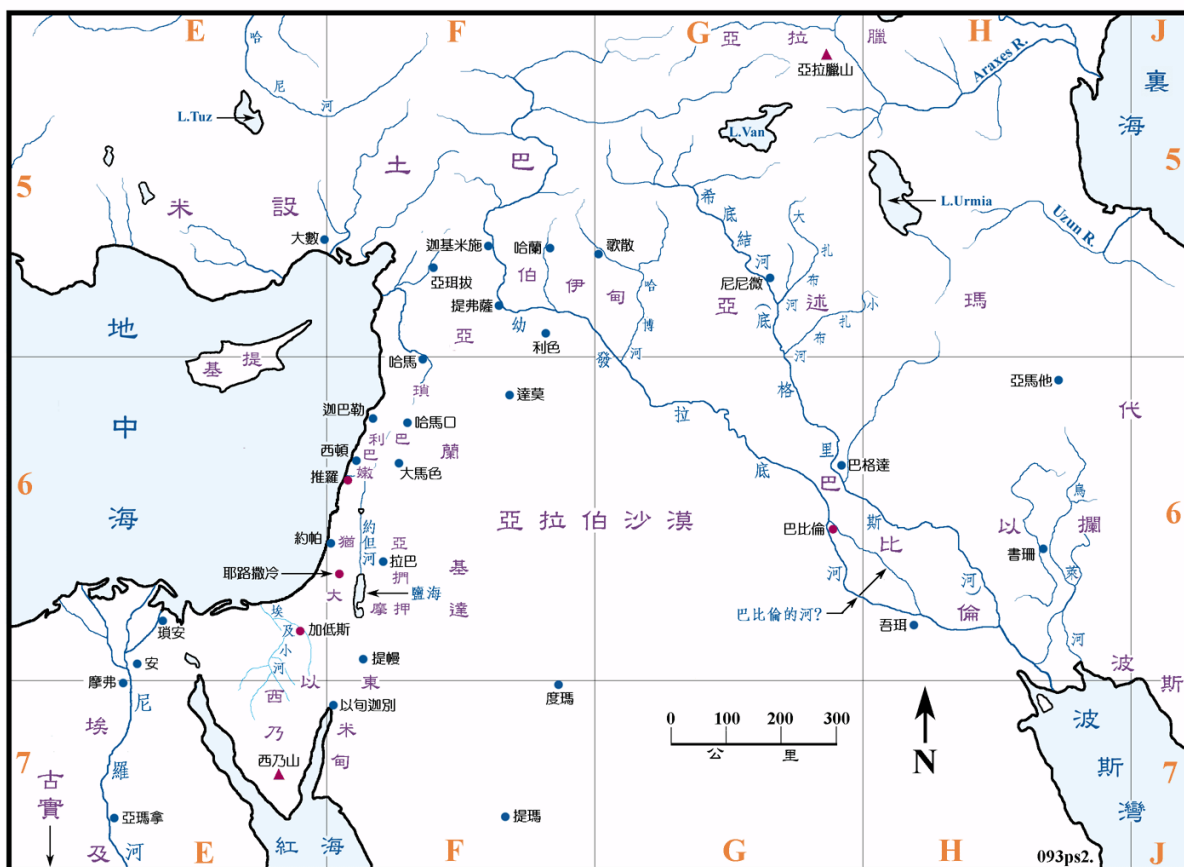 E
F
G
H
J
5
6
7
5
6
7
E
F
G
H
J
亞拉臘
亞拉臘山
Araxes R.
裏海
哈尼河
L.Tuz
L.Van
L.Urmia
Uzun R.
土巴
米設
大數
迦基米施
哈蘭
歌散
亞珥拔
伯伊甸
提弗薩
利色
哈博河
希底結河
(底格里斯河)
大扎布河
小扎布河
尼尼微
亞述
瑪代
地中海
基提
亞蘭
哈馬
瑣巴
達莫
幼發拉底河
亞馬他
迦巴勒
哈馬口
利巴嫩
西頓
大馬色
推羅
巴格達
亞拉伯沙漠
巴比倫
巴比倫
巴比倫的河?
以攔
烏萊河
書珊
約帕
猶大
約但河
亞捫
拉巴
基達
耶路撒冷
鹽海
摩押
埃及小河
加低斯
吾珥
瑣安
安
摩弗
提幔
以東
以旬迦別
度瑪
波斯
波斯灣
尼羅河
埃及
西乃
西乃山
米甸
古實
亞瑪拿
紅海
提瑪
0 100 200 300
公里
N
093ps2.